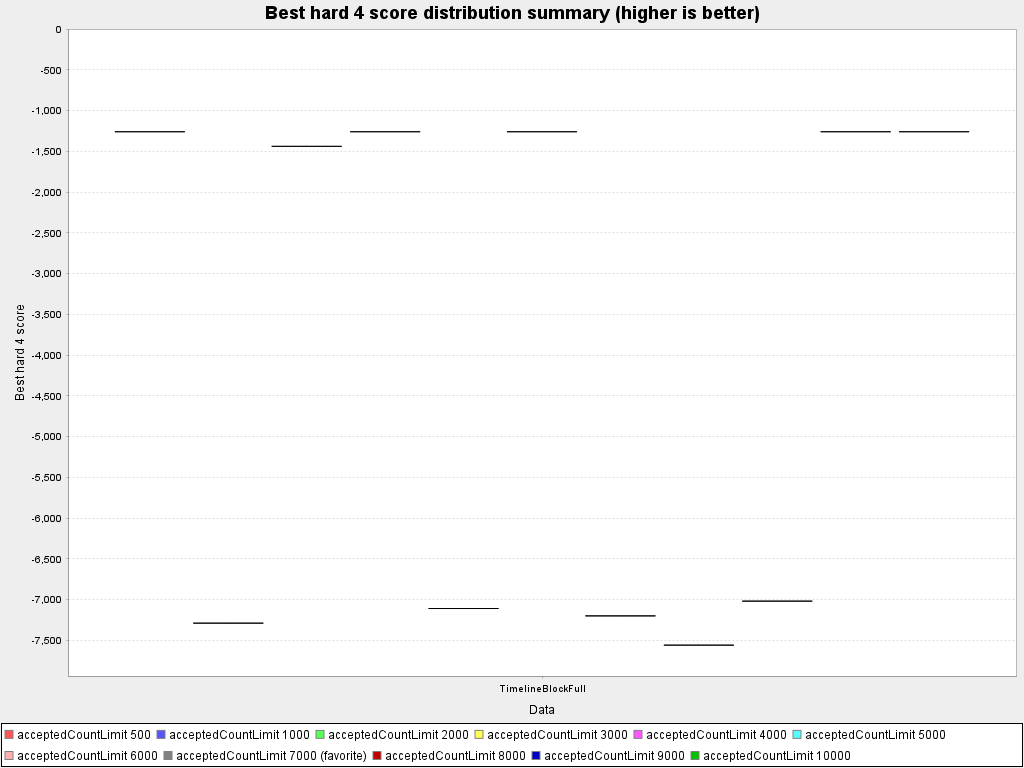 Best hard 4 score distribution summary (higher is better)
0
-500
-1,000
-1,500
-2,000
-2,500
-3,000
-3,500
-4,000
-4,500
-5,000
-5,500
-6,000
-6,500
-7,000
-7,500
Best hard 4 score
TimelineBlockFull
Data
acceptedCountLimit 500 acceptedCountLimit 1000 acceptedCountLimit 2000 acceptedCountLimit 3000 acceptedCountLimit 4000 acceptedCountLimit 5000
acceptedCountLimit 6000 acceptedCountLimit 7000 (favorite) acceptedCountLimit 8000 acceptedCountLimit 9000 acceptedCountLimit 10000